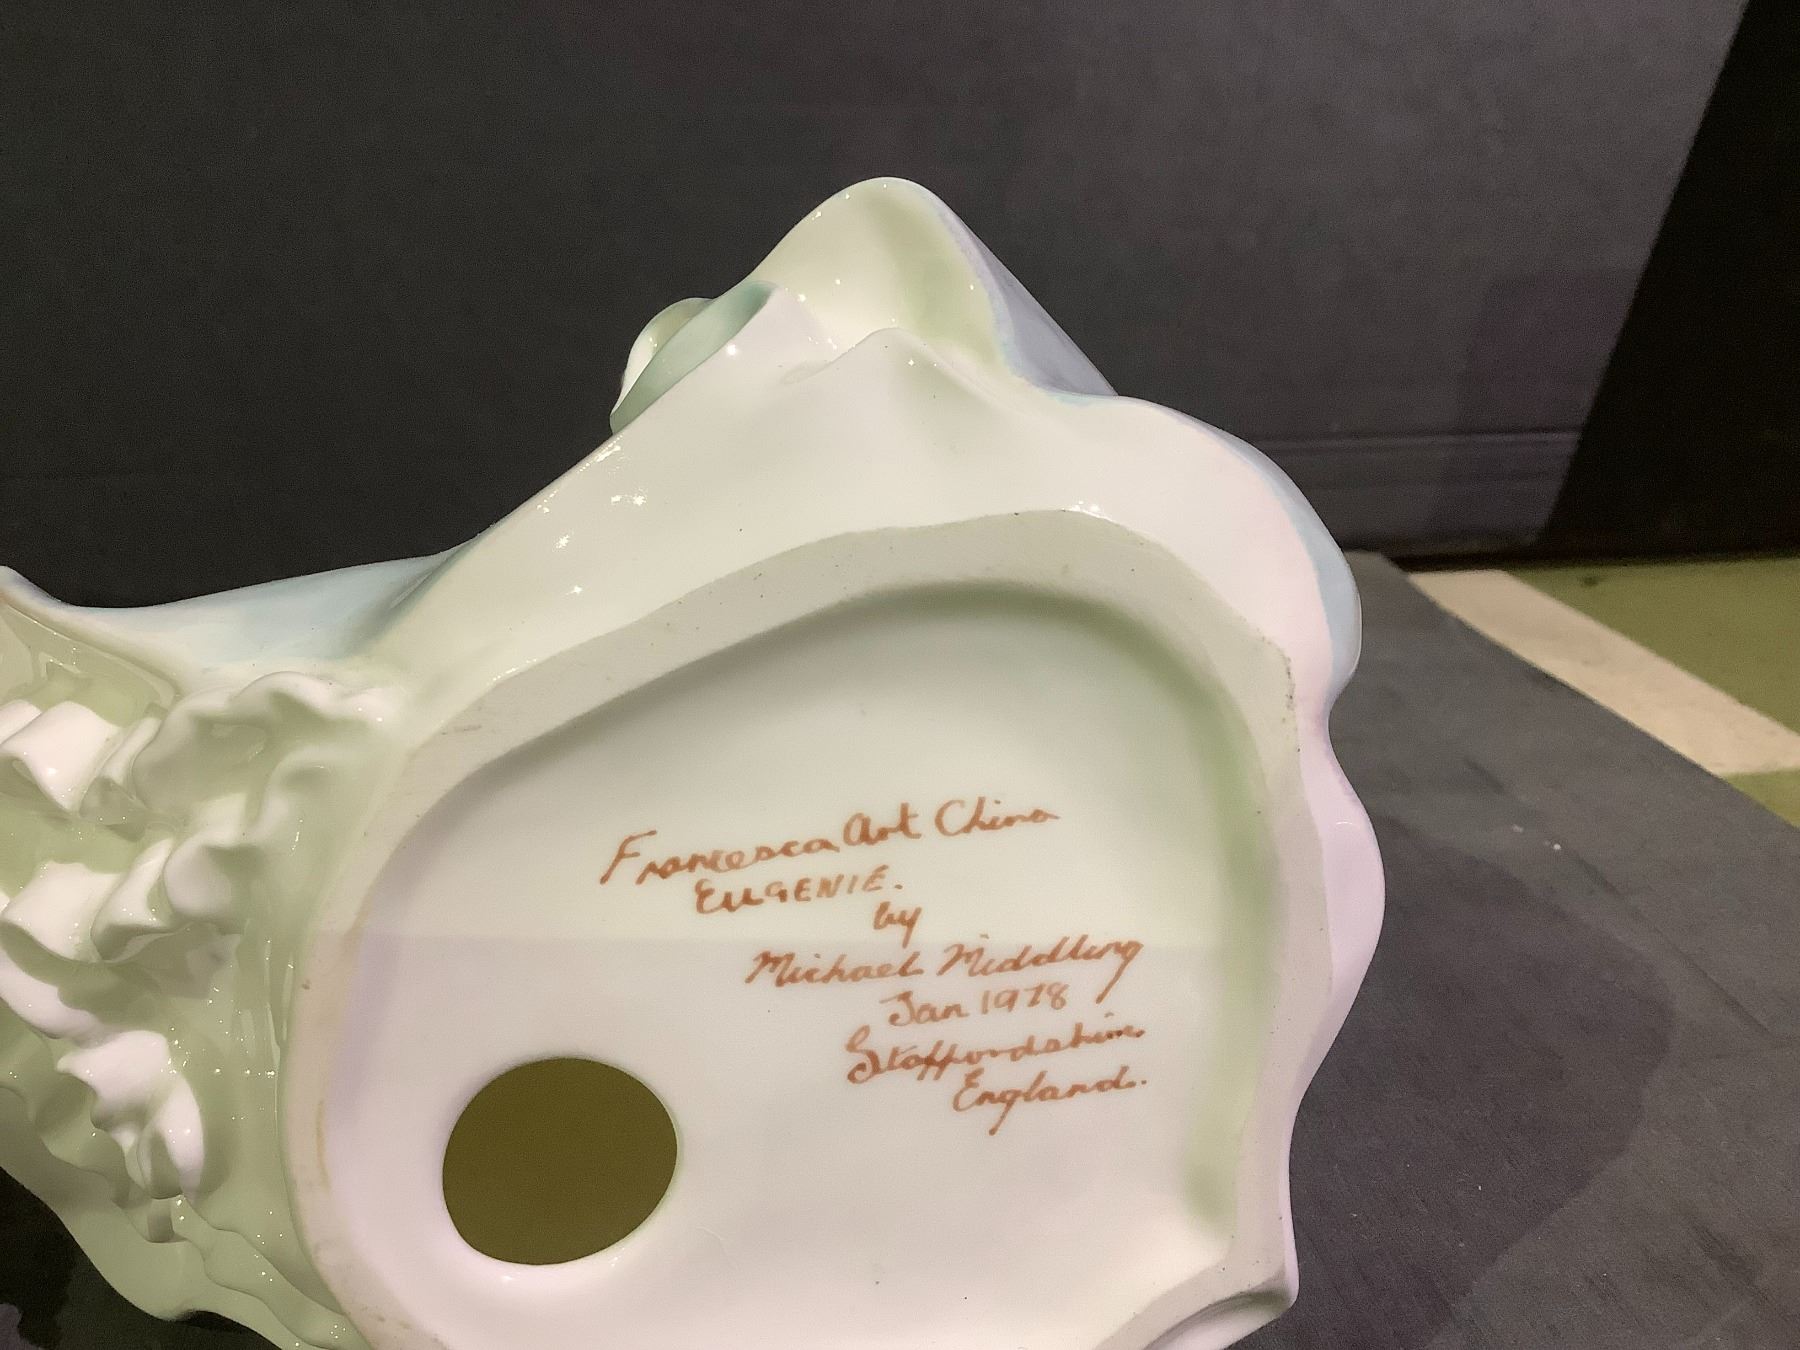 Francesca Art China
EUGENIE.
by
Michael Middling
Jan 1978
Staffordshire
England.